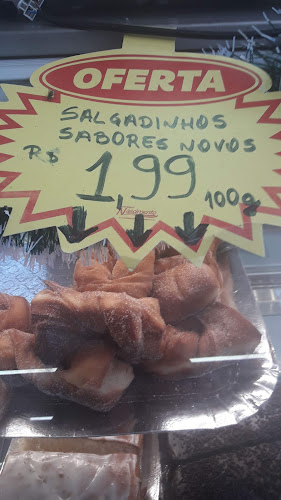 OFERTA
SALGADINHOS
SABORES NOVOS
R$ 1,99 100g